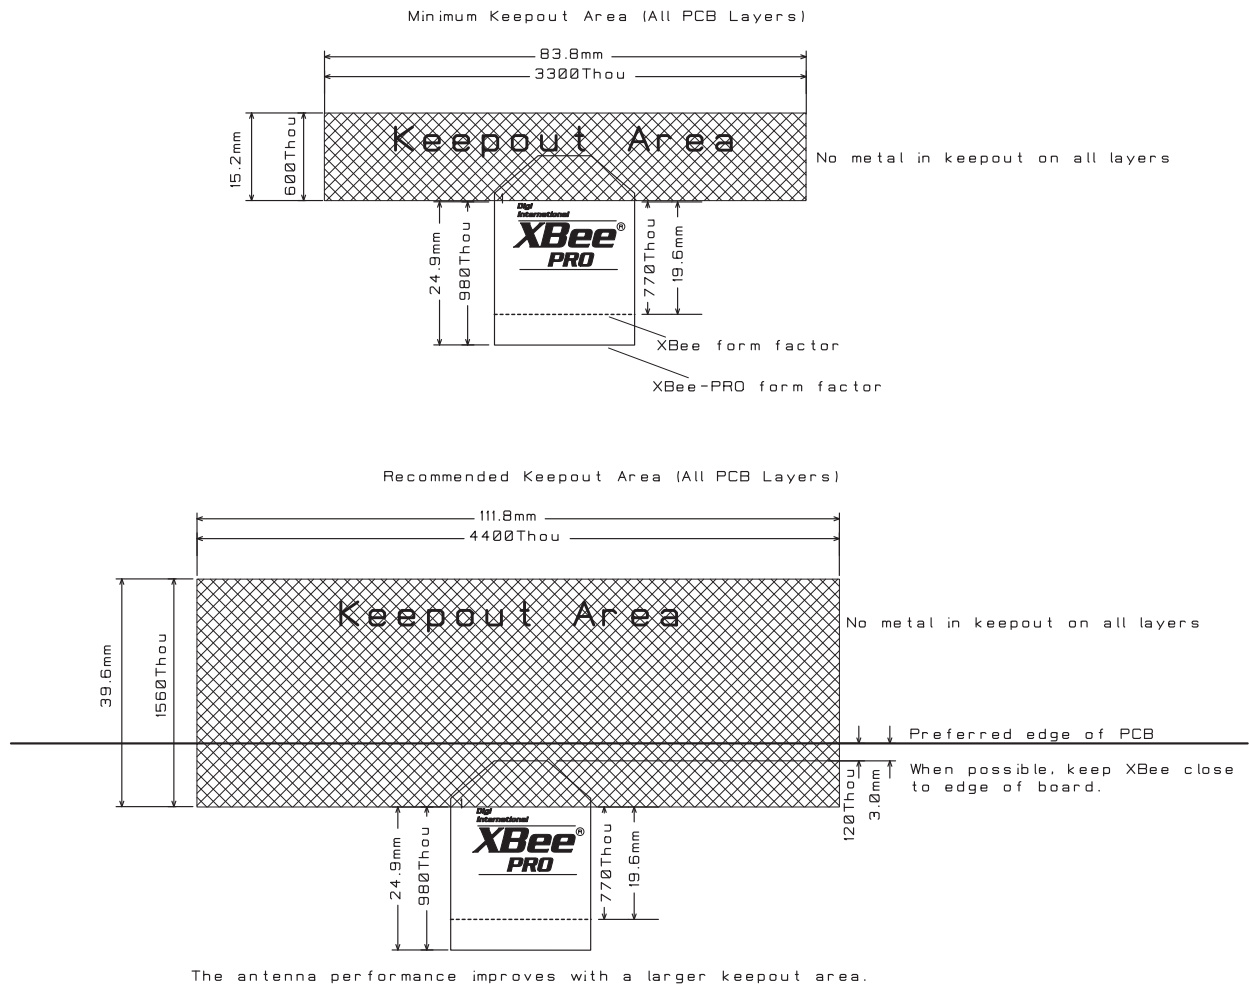 Minimum Keepout Area (All PCB Layers)
83.8mm
3300Thou
Keepout Area
15.2mm
600Thou
No metal in keepout on all layers
1
Digi
International
XBee®
PRO
24.9mm
980Thou
770Thou
19.6mm
XBee form factor
XBee-PRO form factor
Recommended Keepout Area (All PCB Layers)
111.8mm
4400Thou
Keepout Area
No metal in keepout on all layers
39.6mm
1560Thou
Preferred edge of PCB
When possible, keep XBee close
to edge of board.
120Thou
3.0mm
1
Digi
International
XBee®
PRO
24.9mm
980Thou
770Thou
19.6mm
The antenna performance improves with a larger keepout area.